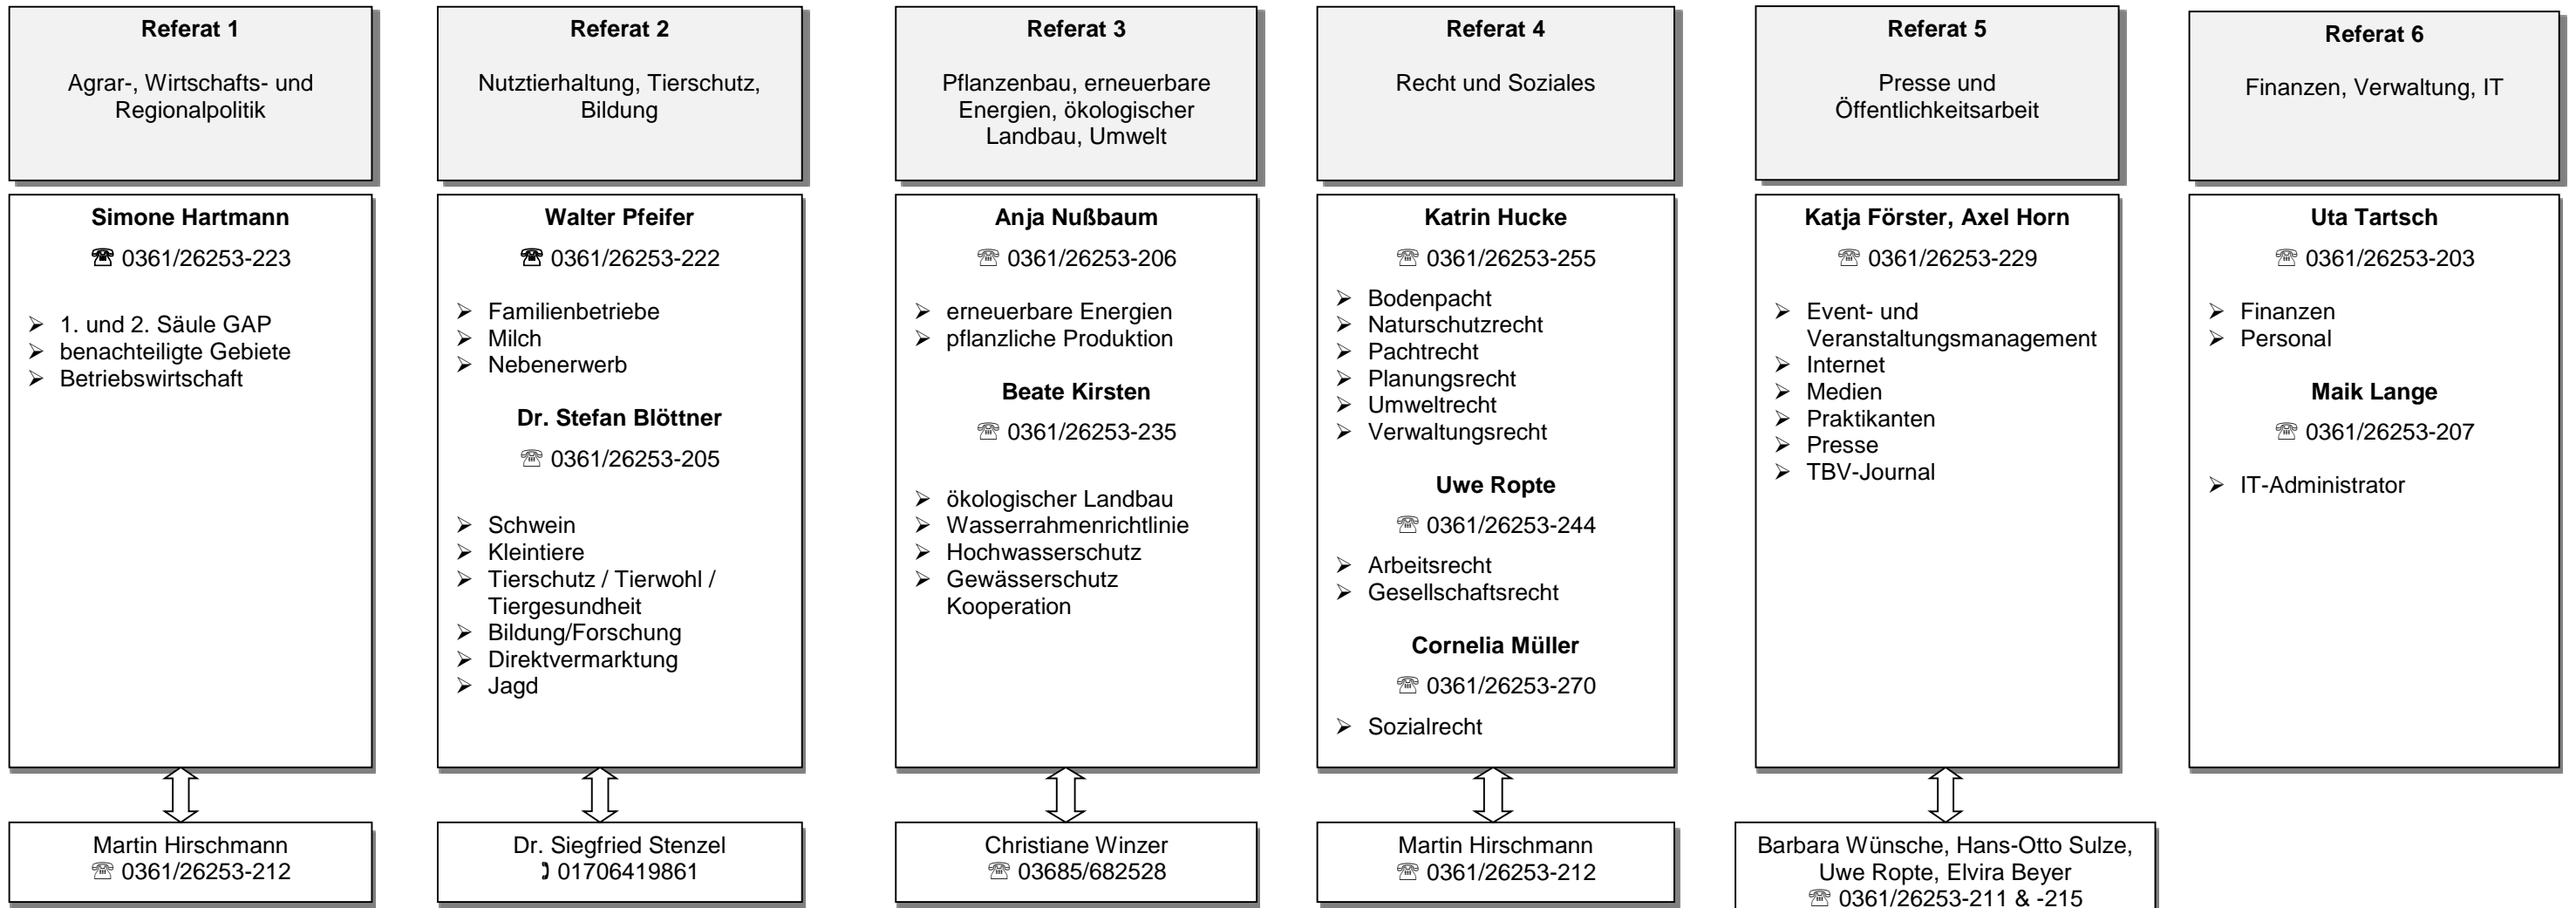 Referat 1
Agrar-, Wirtschafts- und
Regionalpolitik
Simone Hartmann
☎ 0361/26253-223
➢ 1. und 2. Säule GAP
➢ benachteiligte Gebiete
➢ Betriebswirtschaft
Martin Hirschmann
☏ 0361/26253-212
Referat 2
Nutztierhaltung, Tierschutz,
Bildung
Walter Pfeifer
☎ 0361/26253-222
➢ Familienbetriebe
➢ Milch
➢ Nebenerwerb
Dr. Stefan Blöttner
☏ 0361/26253-205
➢ Schwein
➢ Kleintiere
➢ Tierschutz / Tierwohl /
Tiergesundheit
➢ Bildung/Forschung
➢ Direktvermarktung
➢ Jagd
Dr. Siegfried Stenzel
01706419861
Referat 3
Pflanzenbau, erneuerbare
Energien, ökologischer
Landbau, Umwelt
Anja Nußbaum
☏ 0361/26253-206
➢ erneuerbare Energien
➢ pflanzliche Produktion
Beate Kirsten
☏ 0361/26253-235
➢ ökologischer Landbau
➢ Wasserrahmenrichtlinie
➢ Hochwasserschutz
➢ Gewässerschutz
Kooperation
Christiane Winzer
☏ 03685/682528
Referat 4
Recht und Soziales
Katrin Hucke
☏ 0361/26253-255
➢ Bodenpacht
➢ Naturschutzrecht
➢ Pachtrecht
➢ Planungsrecht
➢ Umweltrecht
➢ Verwaltungsrecht
Uwe Ropte
☏ 0361/26253-244
➢ Arbeitsrecht
➢ Gesellschaftsrecht
Cornelia Müller
☏ 0361/26253-270
➢ Sozialrecht
Martin Hirschmann
☏ 0361/26253-212
Referat 5
Presse und
Öffentlichkeitsarbeit
Katja Förster, Axel Horn
☏ 0361/26253-229
➢ Event- und
Veranstaltungsmanagement
➢ Internet
➢ Medien
➢ Praktikanten
➢ Presse
➢ TBV-Journal
Barbara Wünsche, Hans-Otto Sulze,
Uwe Ropte, Elvira Beyer
☏ 0361/26253-211 & -215
Referat 6
Finanzen, Verwaltung, IT
Uta Tartsch
☏ 0361/26253-203
➢ Finanzen
➢ Personal
Maik Lange
☏ 0361/26253-207
➢ IT-Administrator